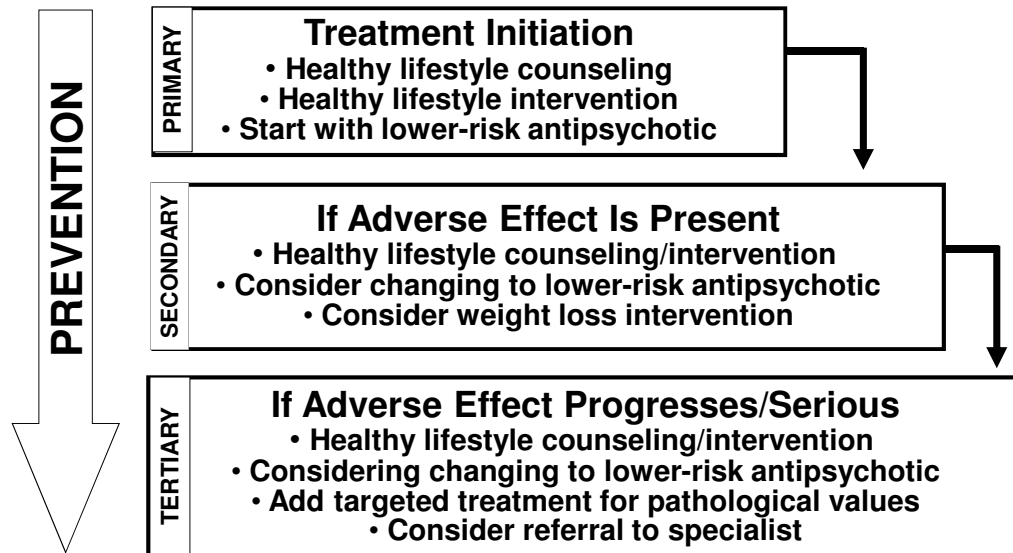 PREVENTION
PRIMARY
Treatment Initiation
• Healthy lifestyle counseling
• Healthy lifestyle intervention
• Start with lower-risk antipsychotic
SECONDARY
If Adverse Effect Is Present
• Healthy lifestyle counseling/intervention
• Consider changing to lower-risk antipsychotic
• Consider weight loss intervention
TERTIARY
If Adverse Effect Progresses/Serious
• Healthy lifestyle counseling/intervention
• Considering changing to lower-risk antipsychotic
• Add targeted treatment for pathological values
• Consider referral to specialist